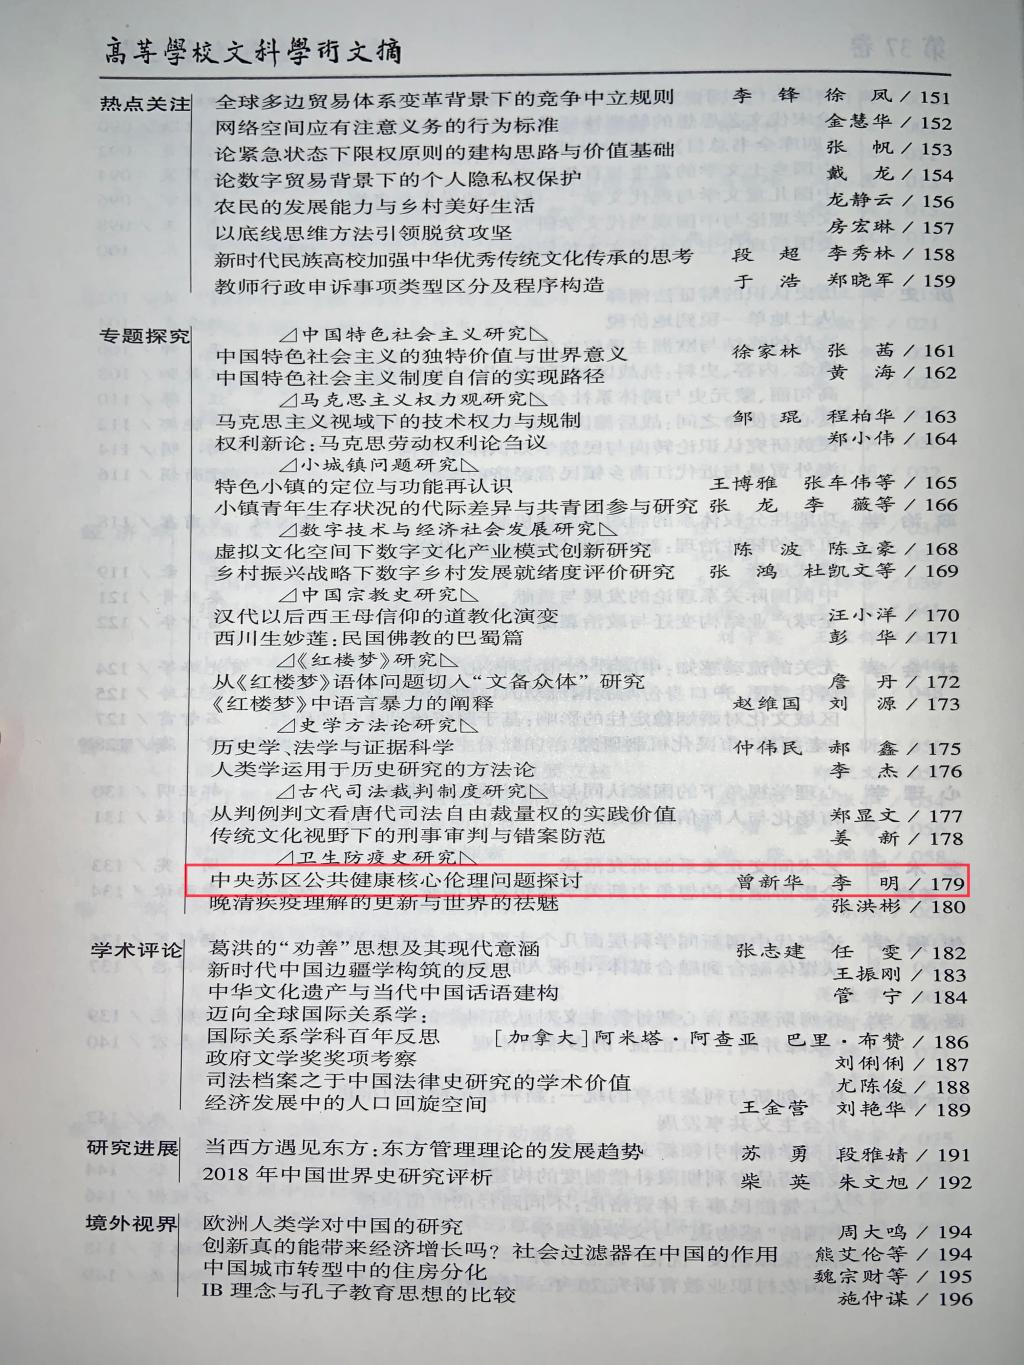 高等學校文科學術文摘
热点关注 全球多边贸易体系变革背景下的竞争中立规则 李 锋 徐 凤 / 151
网络空间应有注意义务的行为标准 金慧华 / 152
论紧急状态下限权原则的建构思路与价值基础 张 帆 / 153
论数字贸易背景下的个人隐私权保护 戴 龙 / 154
农民的发展能力与乡村美好生活 龙静云 / 156
以底线思维方法引领脱贫攻坚 房宏琳 / 157
新时代民族高校加强中华优秀传统文化传承的思考 段 超 李秀林 / 158
教师行政申诉事项类型区分及程序构造 于 浩 郑晓军 / 159
专题探究 ⊿中国特色社会主义研究◺
中国特色社会主义的独特价值与世界意义 徐家林 张 茜 / 161
中国特色社会主义制度自信的实现路径 黄 海 / 162
⊿马克思主义权力观研究◺
马克思主义视域下的技术权力与规制 邹 琨 程柏华 / 163
权利新论:马克思劳动权利论刍议 郑小伟 / 164
⊿小城镇问题研究◺
特色小镇的定位与功能再认识 王博雅 张车伟等 / 165
小镇青年生存状况的代际差异与共青团参与研究 张 龙 李 薇等 / 166
⊿数字技术与经济社会发展研究◺
虚拟文化空间下数字文化产业模式创新研究 陈 波 陈立豪 / 168
乡村振兴战略下数字乡村发展就绪度评价研究 张 鸿 杜凯文等 / 169
⊿中国宗教史研究◺
汉代以后西王母信仰的道教化演变 汪小洋 / 170
西川生妙莲:民国佛教的巴蜀篇 彭 华 / 171
⊿《红楼梦》研究◺
从《红楼梦》语体问题切入“文备众体” 研究 詹 丹 / 172
《红楼梦》中语言暴力的阐释 赵维国 刘 源 / 173
⊿史学方法论研究◺
历史学、法学与证据科学 仲伟民 郝 鑫 / 175
人类学运用于历史研究的方法论 李 杰 / 176
⊿古代司法裁判制度研究◺
从判例判文看唐代司法自由裁量权的实践价值 郑显文 / 177
传统文化视野下的刑事审判与错案防范 姜 新 / 178
⊿卫生防疫史研究◺
中央苏区公共健康核心伦理问题探讨 曾新华 李 明 / 179
晚清疾疫理解的更新与世界的祛魅 张洪彬 / 180
学术评论 葛洪的“劝善”思想及其现代意涵 张志建 任 雯 / 182
新时代中国边疆学构筑的反思 王振刚 / 183
中华文化遗产与当代中国话语建构 管 宁 / 184
迈向全球国际关系学:
国际关系学科百年反思 [加拿大]阿米塔·阿查亚 巴里·布赞 / 186
政府文学奖奖项考察 刘俐俐 / 187
司法档案之于中国法律史研究的学术价值 尤陈俊 / 188
经济发展中的人口回旋空间 王金营 刘艳华 / 189
研究进展 当西方遇见东方:东方管理理论的发展趋势 苏 勇 段雅婧 / 191
2018 年中国世界史研究评析 柴 英 朱文旭 / 192
境外视界 欧洲人类学对中国的研究 周大鸣 / 194
创新真的能带来经济增长吗? 社会过滤器在中国的作用 熊艾伦等 / 194
中国城市转型中的住房分化 魏宗财等 / 195
IB 理念与孔子教育思想的比较 施仲谋 / 196